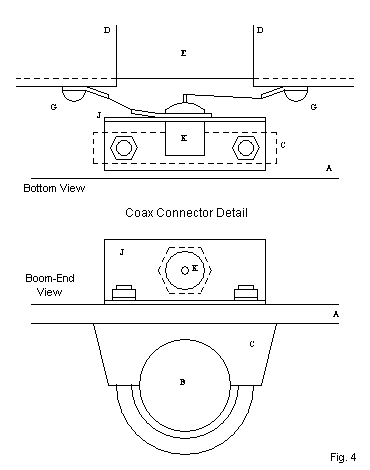 D
D
E
G
G
J
K
C
A
Bottom View
Coax Connector Detail
J
K
Boom-End
View
A
C
B
Fig. 4